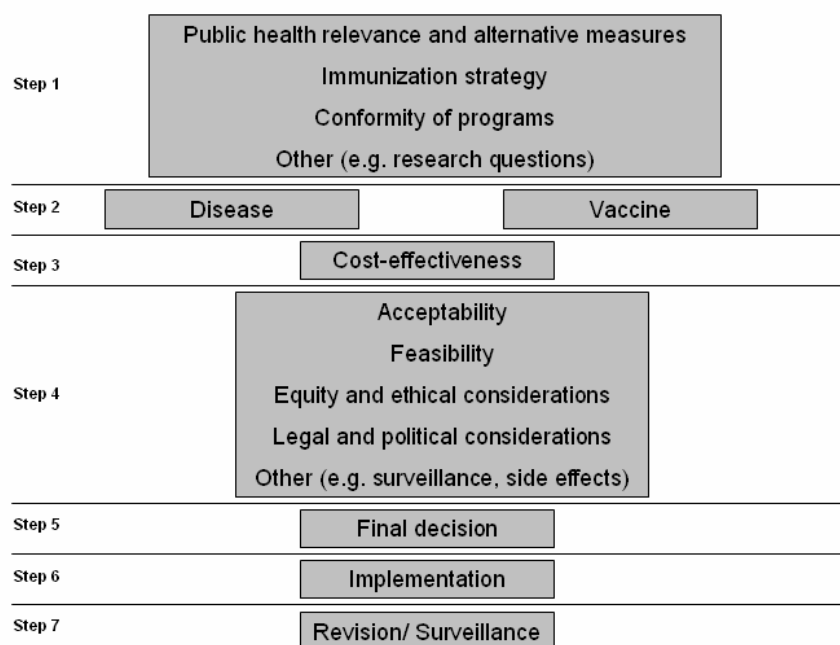 Step 1
Public health relevance and alternative measures
Immunization strategy
Conformity of programs
Other (e.g. research questions)
Step 2
Disease
Vaccine
Step 3
Cost-effectiveness
Step 4
Acceptability
Feasibility
Equity and ethical considerations
Legal and political considerations
Other (e.g. surveillance, side effects)
Step 5
Final decision
Step 6
Implementation
Step 7
Revision/ Surveillance